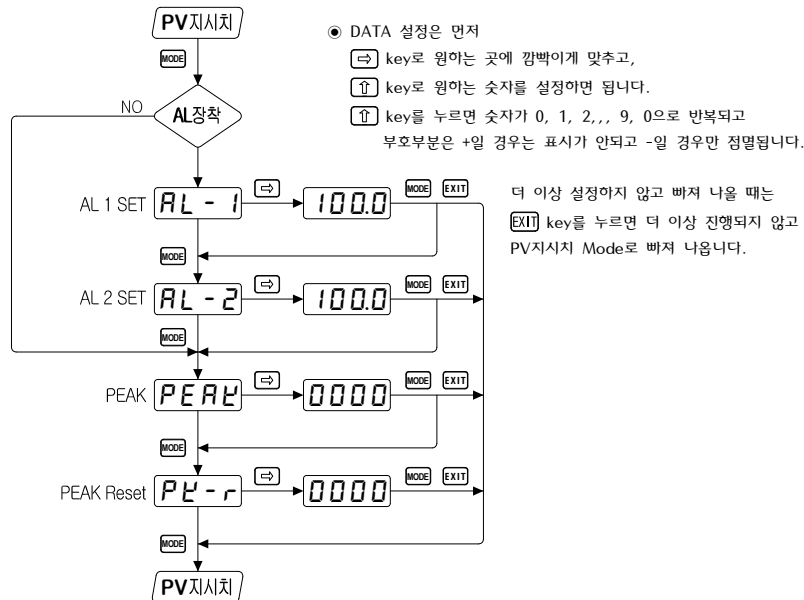 PV지시치
MODE
NO
AL장착
◉ DATA 설정은 먼저
⇨ key로 원하는 곳에 깜빡이게 맞추고,
⇧ key로 원하는 숫자를 설정하면 됩니다.
⇧ key를 누르면 숫자가 0, 1, 2,,, 9, 0으로 반복되고
부호부분은 +일 경우는 표시가 안되고 -일 경우만 점멸됩니다.
AL 1 SET AL - 1 ⇨ 100.0 MODE EXIT
더 이상 설정하지 않고 빠져 나올 때는
EXIT key를 누르면 더 이상 진행되지 않고
PV지시치 Mode로 빠져 나옵니다.
MODE
AL 2 SET AL - 2 ⇨ 100.0 MODE EXIT
MODE
PEAK PEAK ⇨ 0000 MODE EXIT
MODE
PEAK Reset PK - r ⇨ 0000 MODE EXIT
MODE
PV지시치